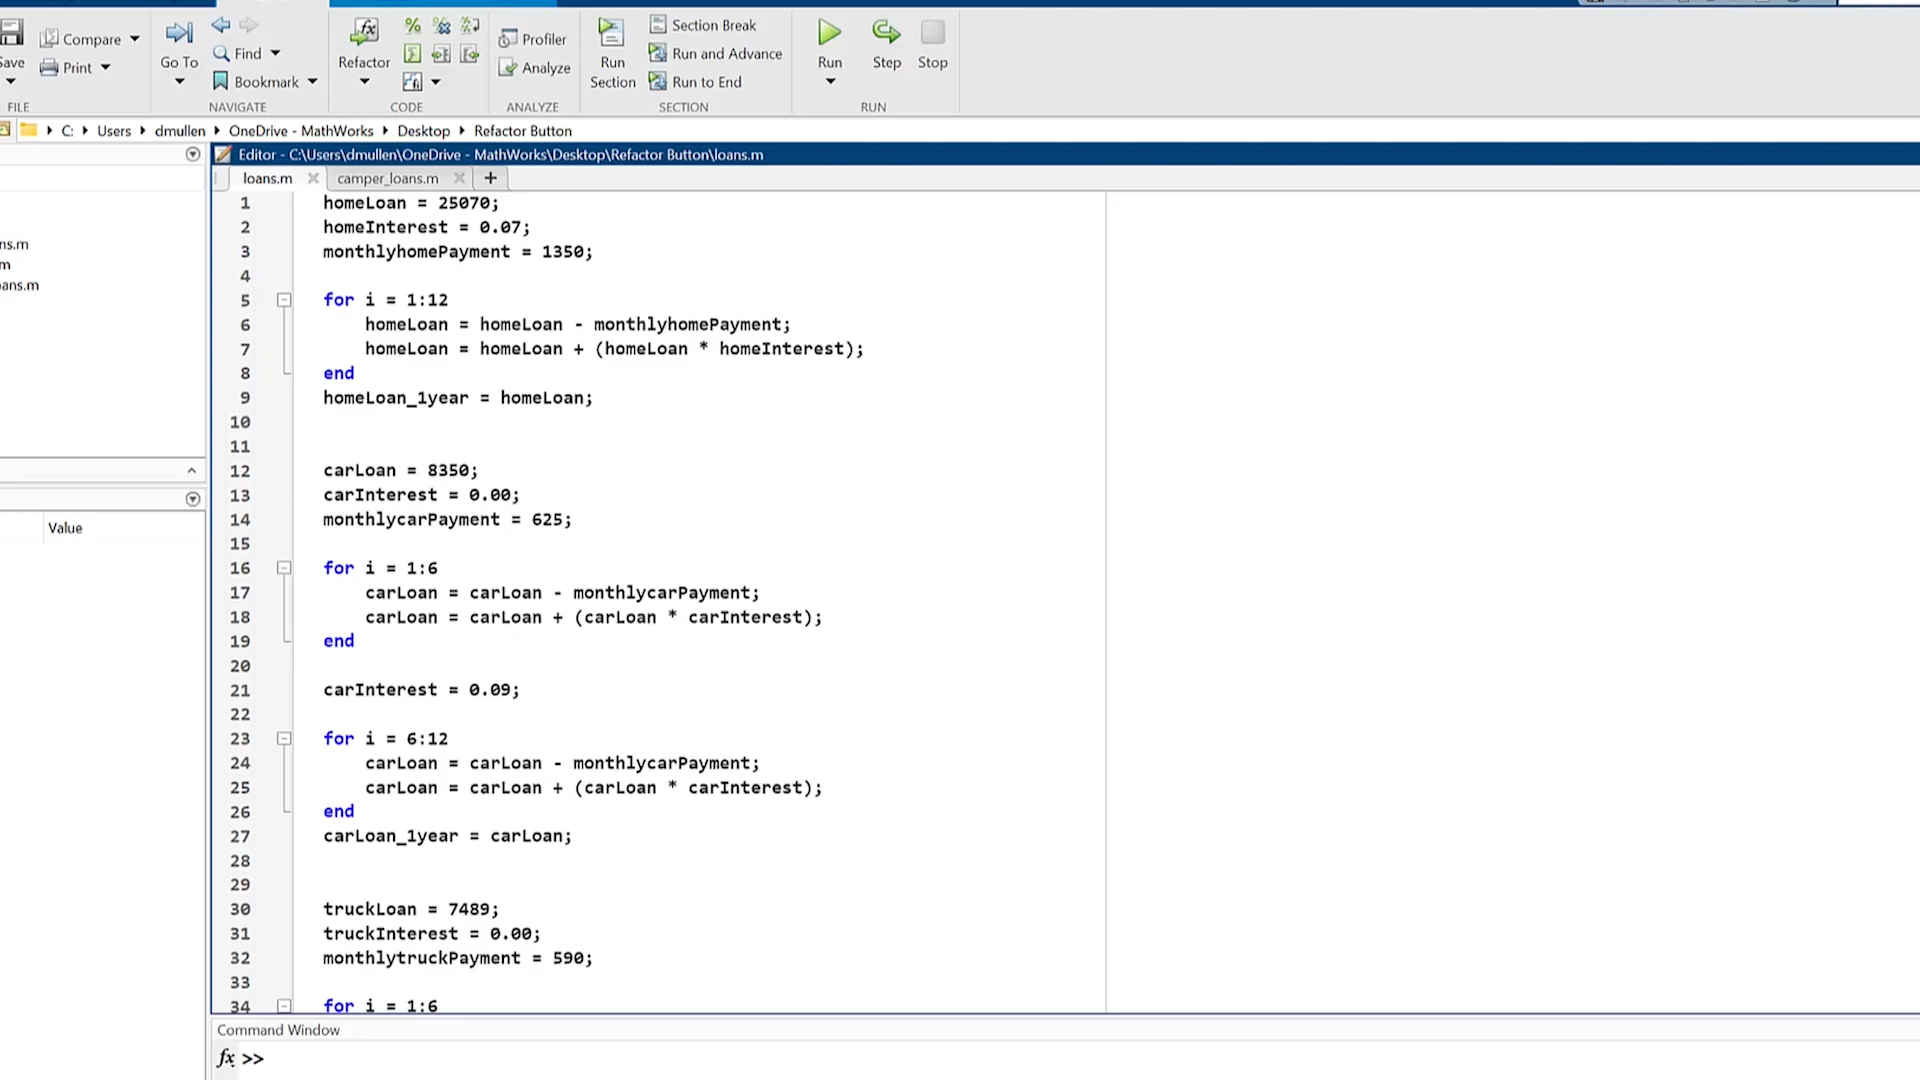 Save
Compare
Print
FILE
Go To
Find
Bookmark
NAVIGATE
Refactor
CODE
Profiler
Analyze
ANALYZE
Run Section
Section Break
Run and Advance
Run to End
SECTION
Run
Step
Stop
RUN
C: Users dmullen OneDrive - MathWorks Desktop Refactor Button
Editor - C:\Users\dmullen\OneDrive - MathWorks\Desktop\Refactor Button\loans.m
loans.m camper_loans.m +
ns.m
m
oans.m
Value
1 homeLoan = 25070;
2 homeInterest = 0.07;
3 monthlyhomePayment = 1350;
4
5 for i = 1:12
6 homeLoan = homeLoan - monthlyhomePayment;
7 homeLoan = homeLoan + (homeLoan * homeInterest);
8 end
9 homeLoan_1year = homeLoan;
10
11
12 carLoan = 8350;
13 carInterest = 0.00;
14 monthlycarPayment = 625;
15
16 for i = 1:6
17 carLoan = carLoan - monthlycarPayment;
18 carLoan = carLoan + (carLoan * carInterest);
19 end
20
21 carInterest = 0.09;
22
23 for i = 6:12
24 carLoan = carLoan - monthlycarPayment;
25 carLoan = carLoan + (carLoan * carInterest);
26 end
27 carLoan_1year = carLoan;
28
29
30 truckLoan = 7489;
31 truckInterest = 0.00;
32 monthlytruckPayment = 590;
33
34 for i = 1:6
Command Window
fx >>